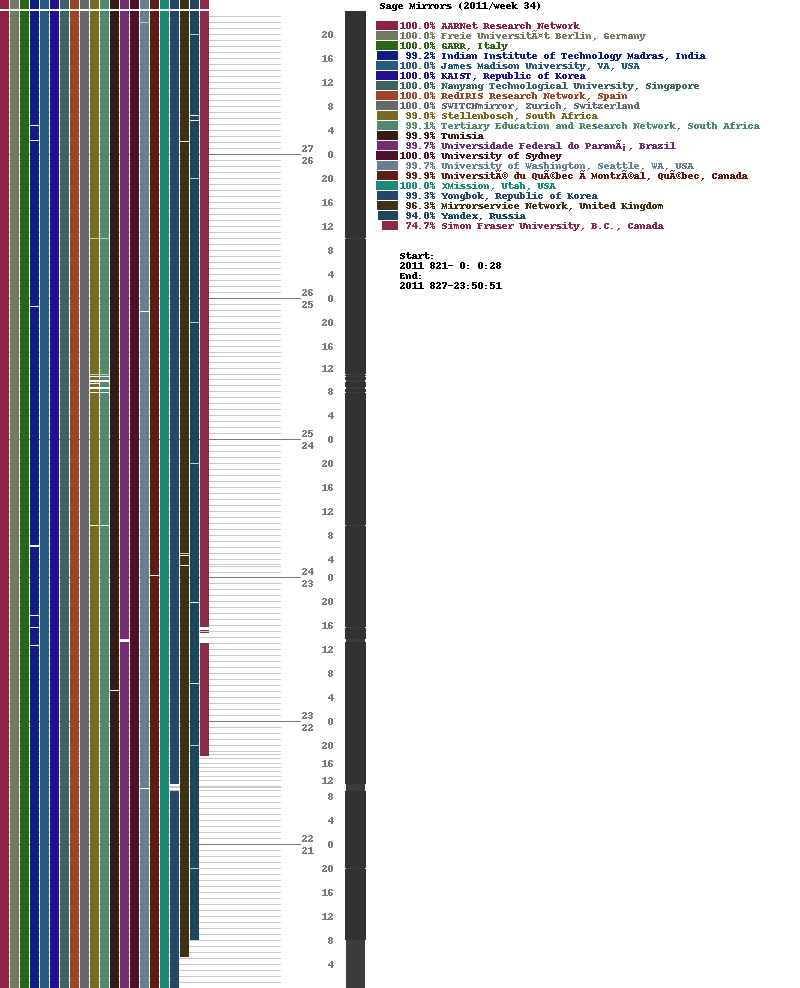 Sage Mirrors (2011/week 34)
100.0% AARNet Research Network
100.0% Freie UniversitÃ¤t Berlin, Germany
100.0% GARR, Italy
99.2% Indian Institute of Technology Madras, India
100.0% James Madison University, VA, USA
100.0% KAIST, Republic of Korea
100.0% Nanyang Technological University, Singapore
100.0% RedIRIS Research Network, Spain
100.0% SWITCHmirror, Zurich, Switzerland
99.0% Stellenbosch, South Africa
99.1% Tertiary Education and Research Network, South Africa
99.9% Tunisia
99.7% Universidade Federal do ParanÃ¡, Brazil
100.0% University of Sydney
99.7% University of Washington, Seattle, WA, USA
99.9% UniversitÃ© du QuÃ©bec Ã MontrÃ©al, QuÃ©bec, Canada
100.0% XMission, Utah, USA
99.3% Yongbok, Republic of Korea
96.3% Mirrorservice Network, United Kingdom
94.0% Yandex, Russia
74.7% Simon Fraser University, B.C., Canada
Start:
2011 821- 0: 0:28
End:
2011 827-23:50:51
20
16
12
8
4
27
0
26
20
16
12
8
4
26
0
25
20
16
12
8
4
25
0
24
20
16
12
8
4
24
0
23
20
16
12
8
4
23
0
22
20
16
12
8
4
22
0
21
20
16
12
8
4